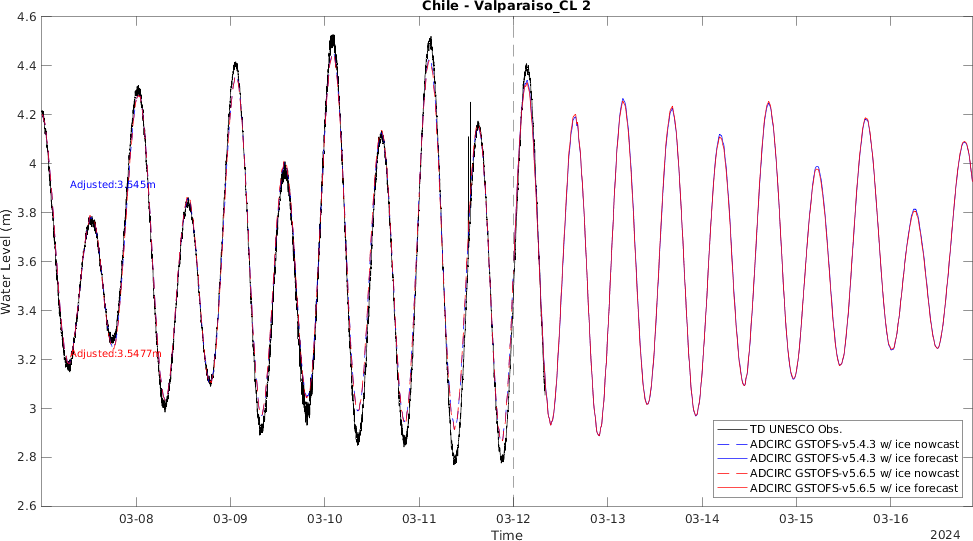 Chile - Valparaiso_CL 2
4.6
4.4
4.2
4
3.8
3.6
3.4
3.2
3
2.8
2.6
Water Level (m)
Adjusted:3.545m
Adjusted:3.5477m
TD UNESCO Obs.
ADCIRC GSTOFS-v5.4.3 w/ ice nowcast
ADCIRC GSTOFS-v5.4.3 w/ ice forecast
ADCIRC GSTOFS-v5.6.5 w/ ice nowcast
ADCIRC GSTOFS-v5.6.5 w/ ice forecast
03-08 03-09 03-10 03-11 03-12 03-13 03-14 03-15 03-16
Time
2024